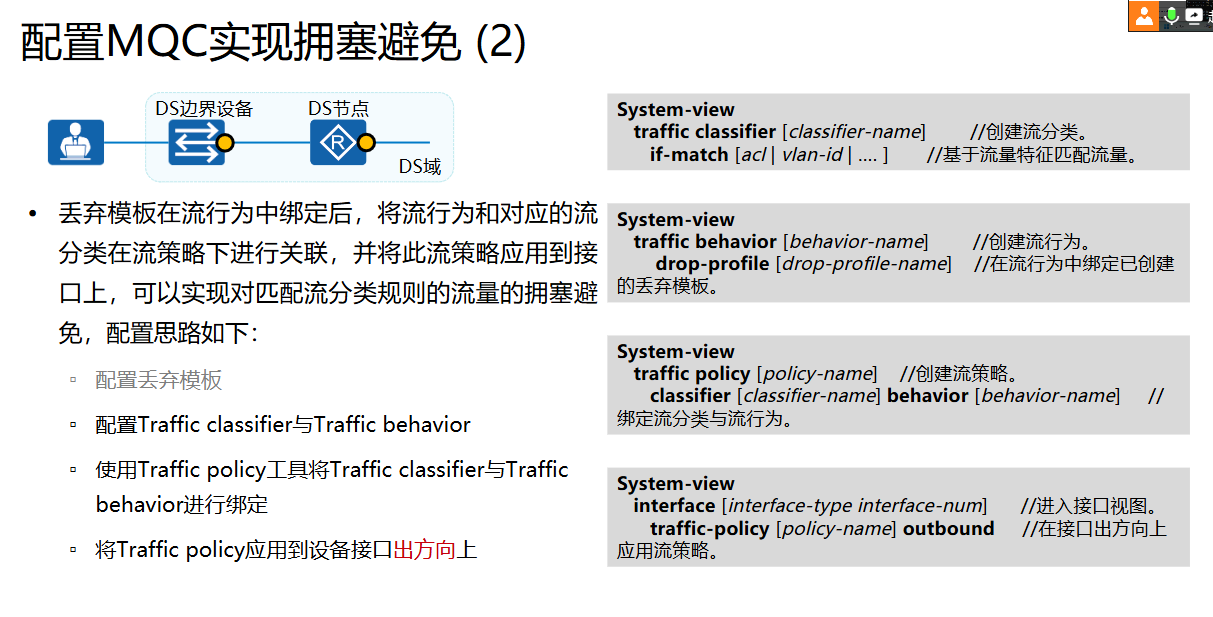 配置MQC实现拥塞避免 (2)
DS边界设备
DS节点
R
DS域
丢弃模板在流行为中绑定后，将流行为和对应的流
分类在流策略下进行关联，并将此流策略应用到接
口上，可以实现对匹配流分类规则的流量的拥塞避
免，配置思路如下：
配置丢弃模板
配置Traffic classifier与Traffic behavior
使用Traffic policy工具将Traffic classifier与Traffic
behavior进行绑定
将Traffic policy应用到设备接口出方向上
System-view
traffic classifier [classifier-name] //创建流分类。
if-match [acl | vlan-id | .... ] //基于流量特征匹配流量。
System-view
traffic behavior [behavior-name] //创建流行为。
drop-profile [drop-profile-name] //在流行为中绑定已创建
的丢弃模板。
System-view
traffic policy [policy-name] //创建流策略。
classifier [classifier-name] behavior [behavior-name] //
绑定流分类与流行为。
System-view
interface [interface-type interface-num] //进入接口视图。
traffic-policy [policy-name] outbound //在接口出方向上
应用流策略。